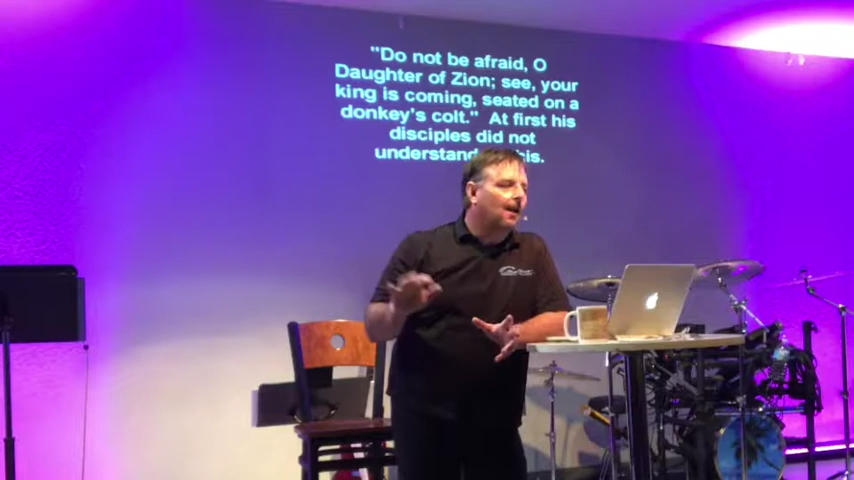 "Do not be afraid, O
Daughter of Zion; see, your
king is coming, seated on a
donkey's colt."  At first his
disciples did not
understand this.